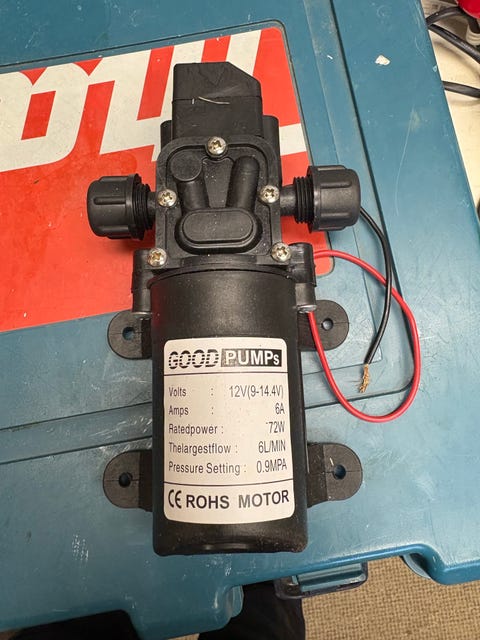 GOOD PUMPs
Volts : 12V(9-14.4V)
Amps : 6A
Ratedpower : 72W
Thelargestflow : 6L/MIN
Pressure Setting : 0.9MPA
CE ROHS MOTOR